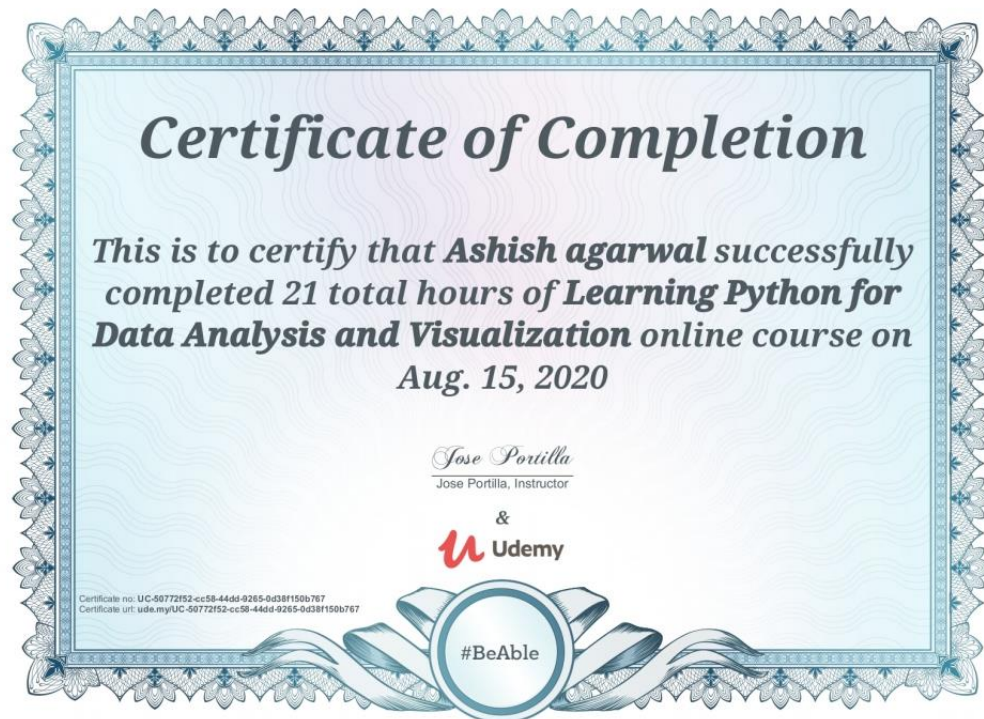 Certificate of Completion
This is to certify that Ashish agarwal successfully
completed 21 total hours of Learning Python for
Data Analysis and Visualization online course on
Aug. 15, 2020
Jose Portilla
Jose Portilla, Instructor
&
Udemy
Certificate no: UC-50772f52-cc58-44dd-9265-0d38f150b767
Certificate url: ude.my/UC-50772f52-cc58-44dd-9265-0d38f150b767
#BeAble